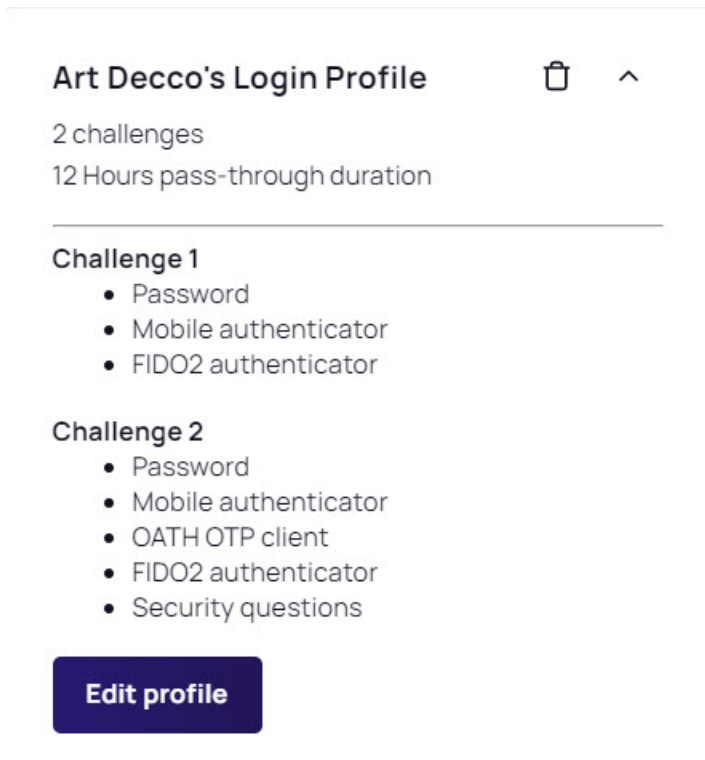 Art Decco's Login Profile
2 challenges
12 Hours pass-through duration
Challenge 1
• Password
• Mobile authenticator
• FIDO2 authenticator
Challenge 2
• Password
• Mobile authenticator
• OATH OTP client
• FIDO2 authenticator
• Security questions
Edit profile